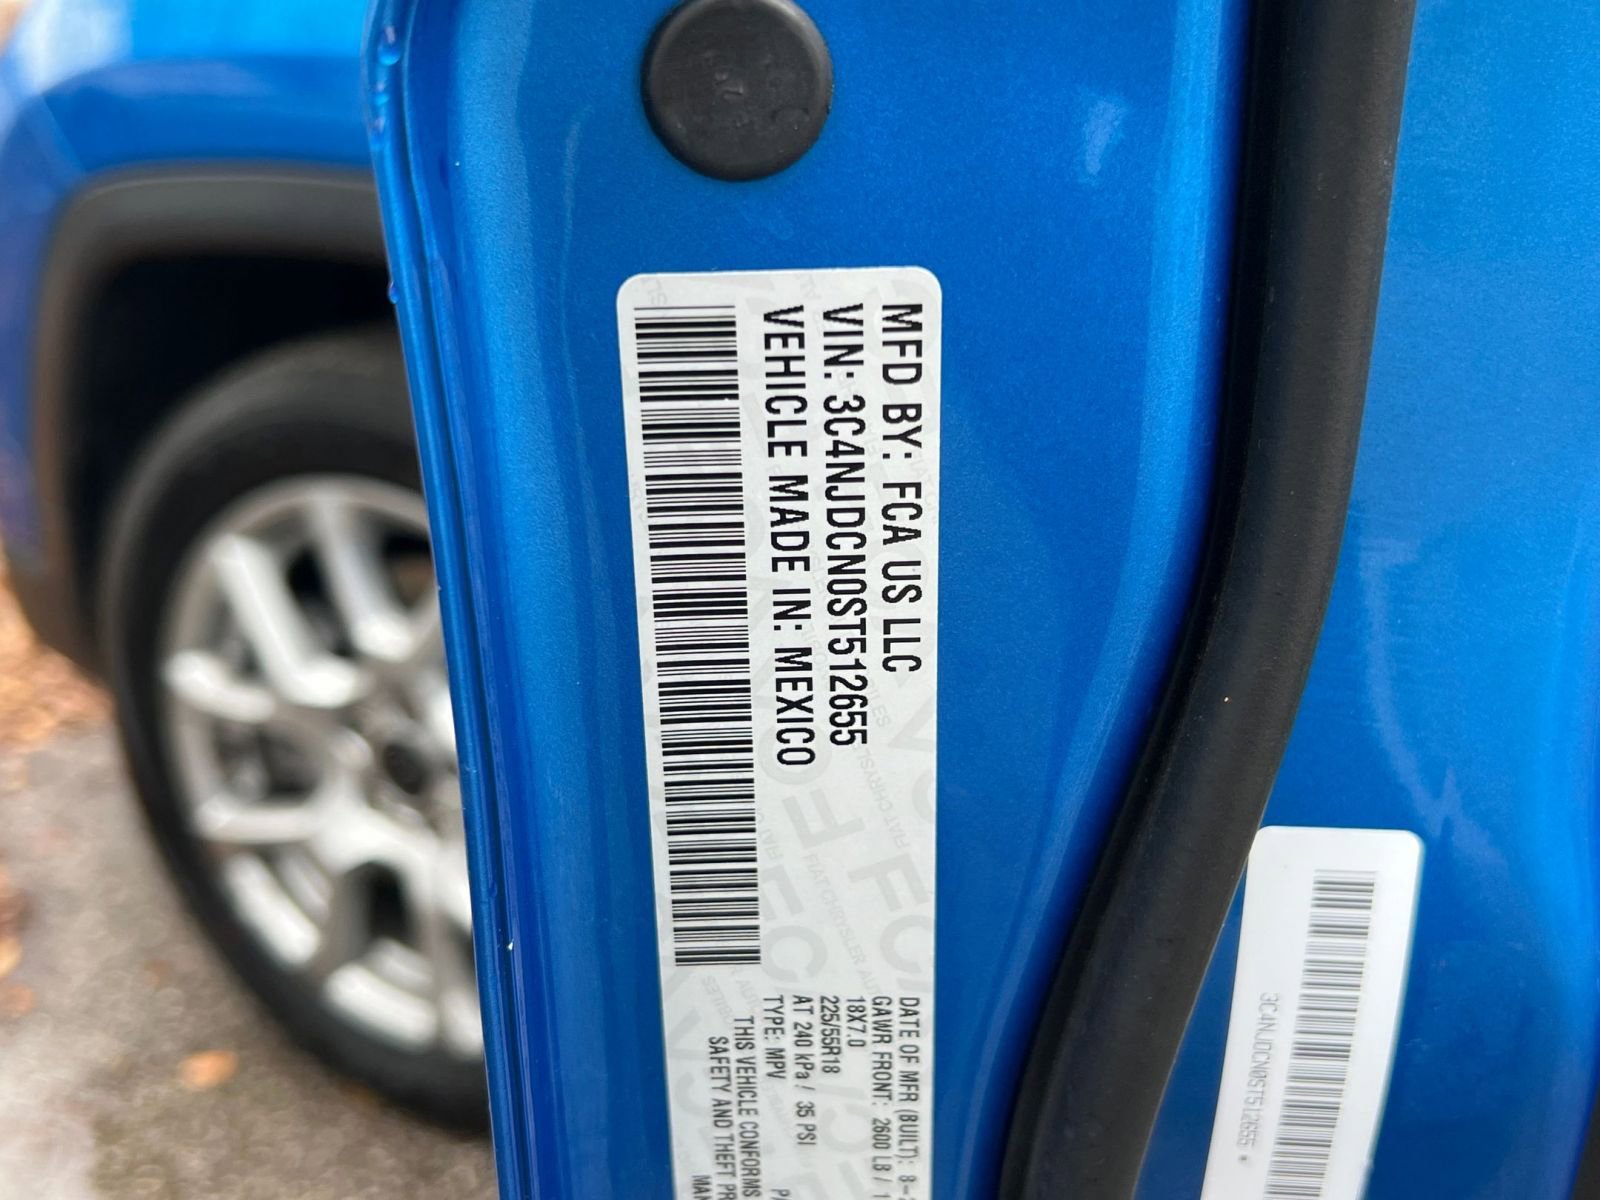 MFD BY: FCA US LLC
VIN: 3C4NJDCN0ST512655
VEHICLE MADE IN: MEXICO
DATE OF MFR (BUILT): 8-
GAWR FRONT: 2600 LB /
18X7.0
225/55R18
AT 240 kPa / 35 PSI
TYPE: MPV
THIS VEHICLE CONFORMS
SAFETY AND THEFT PR
MAN
3C4NJDCN0ST512655